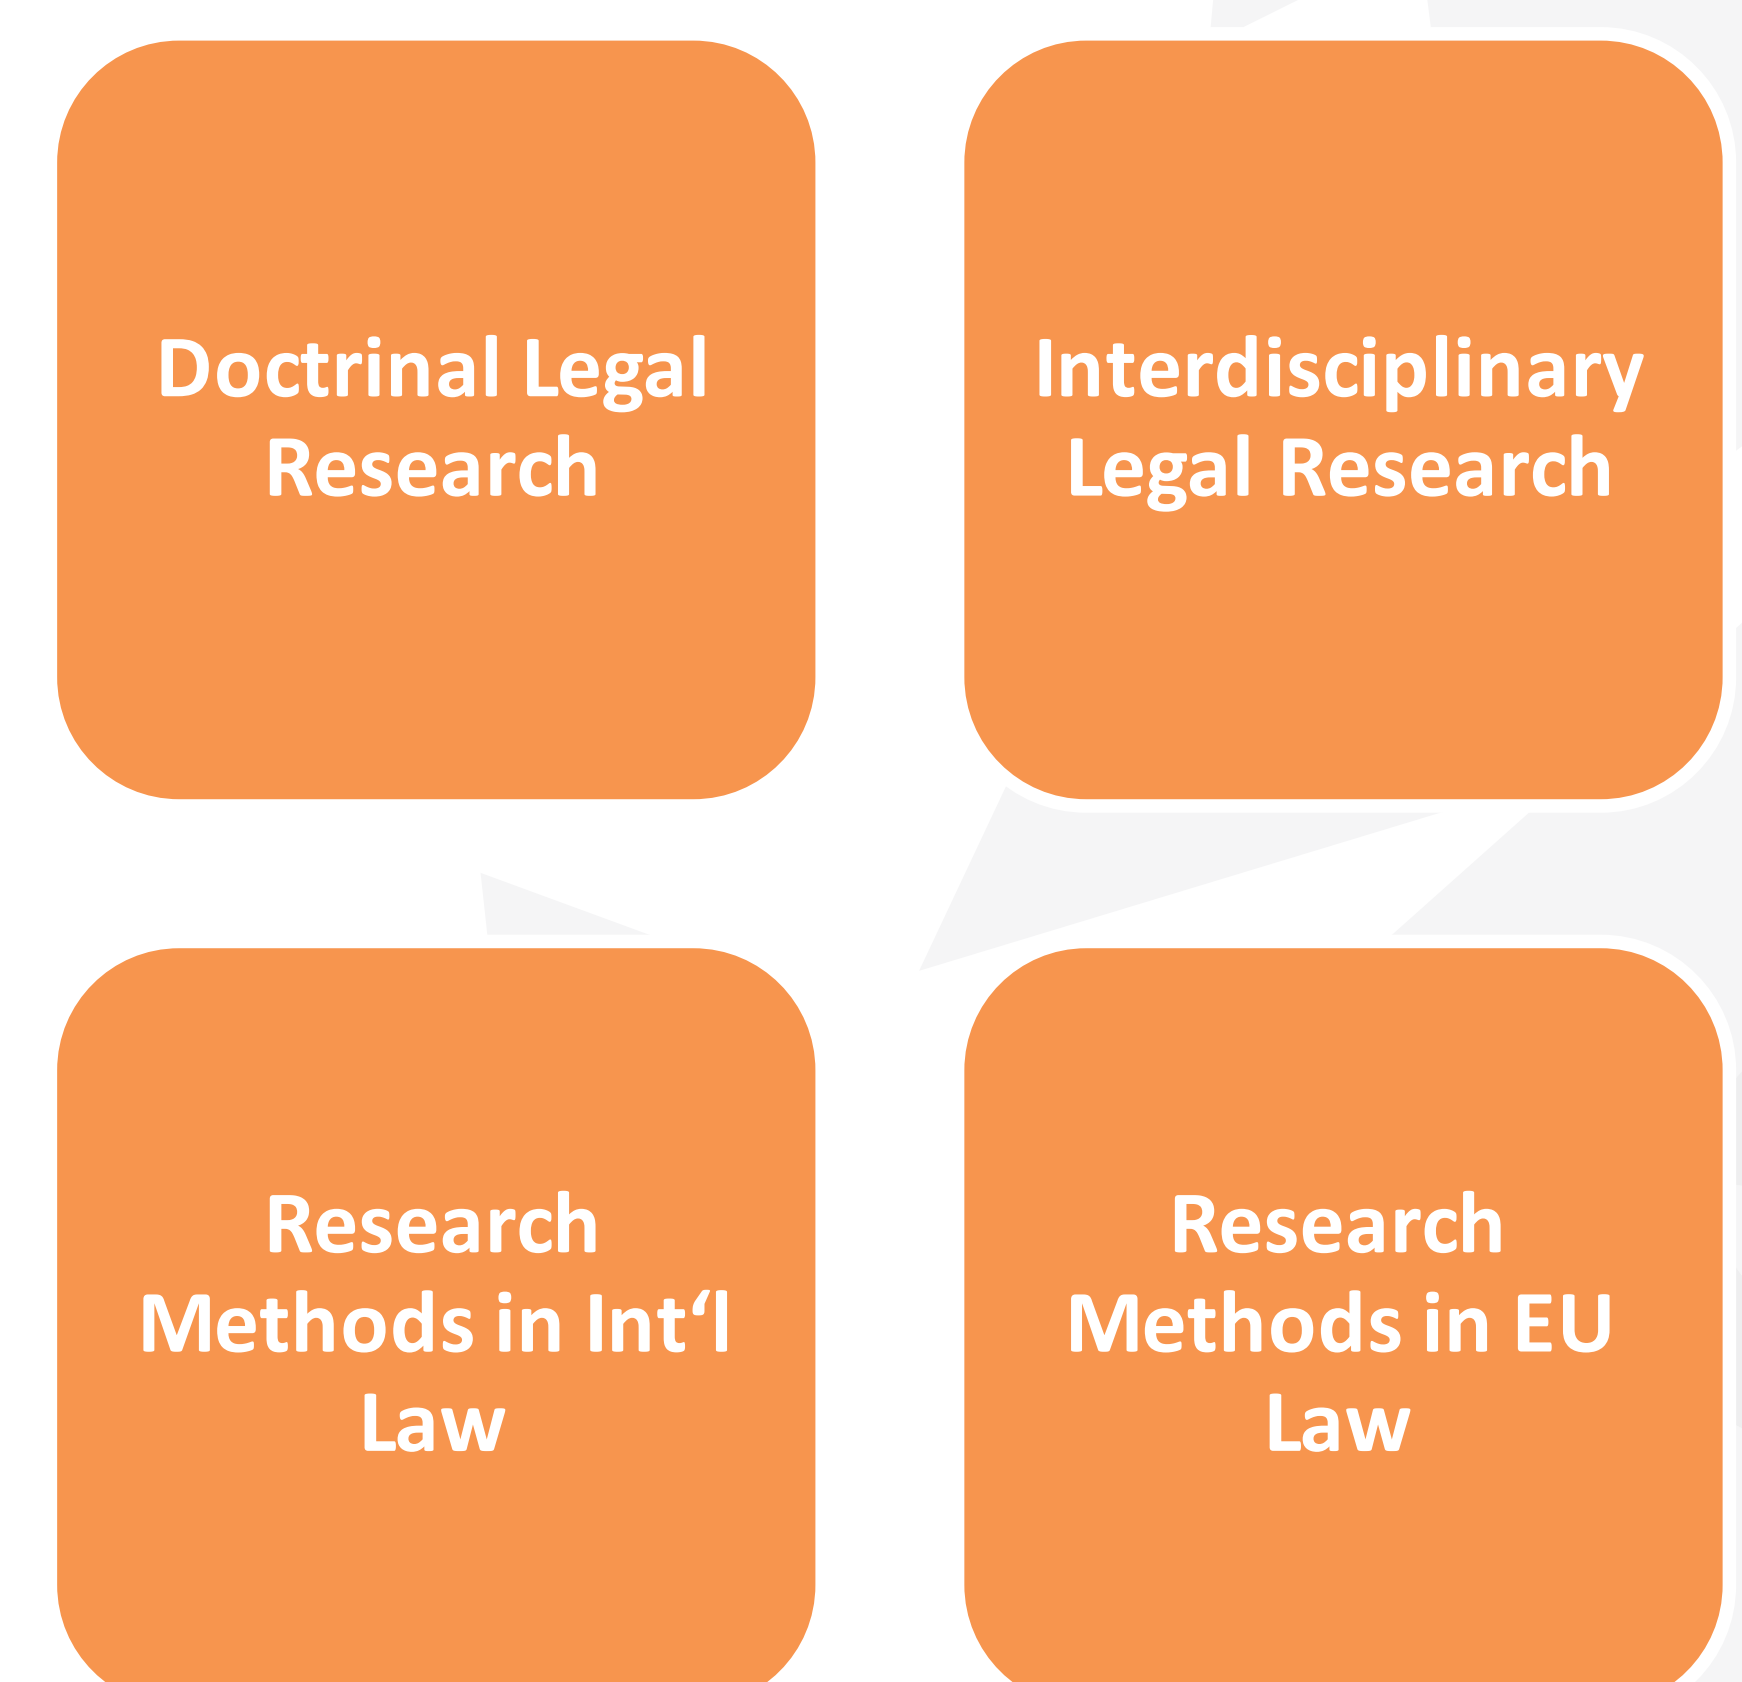 Doctrinal Legal
Research
Interdisciplinary
Legal Research
Research
Methods in Int‘l
Law
Research
Methods in EU
Law